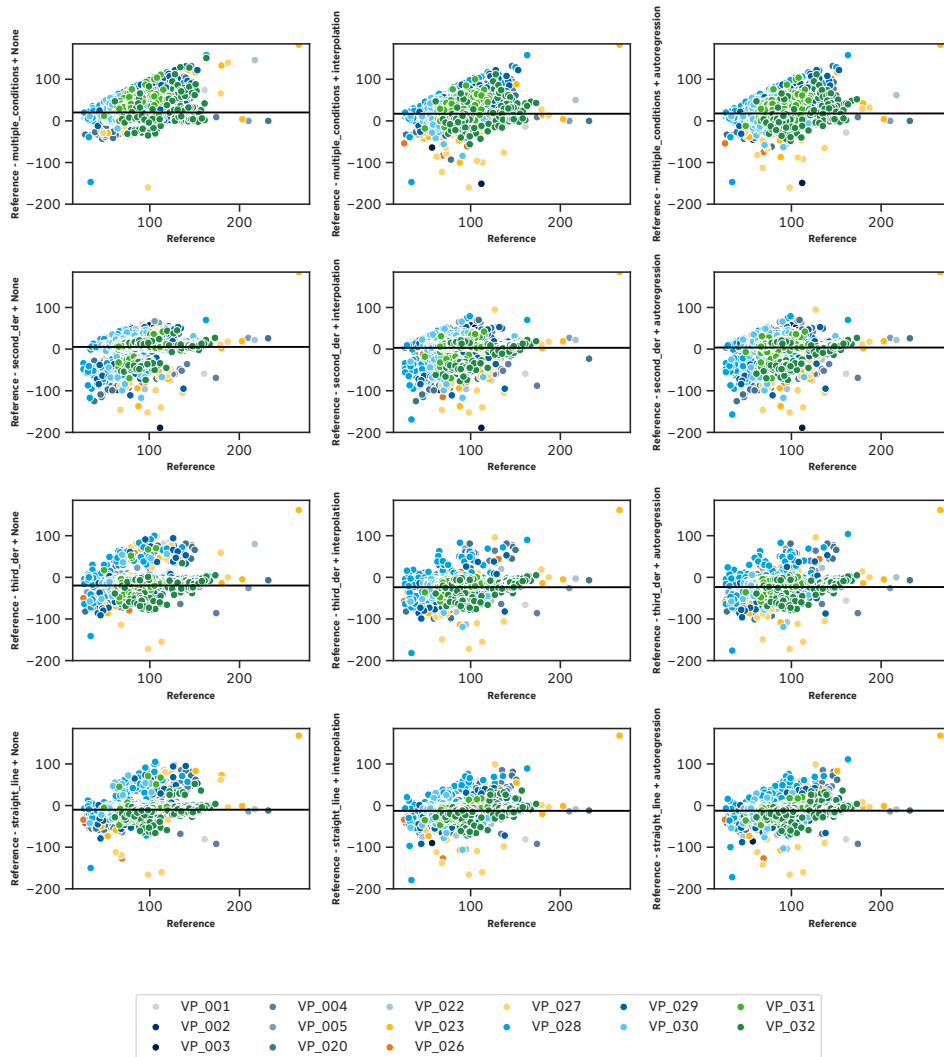 Reference - multiple_conditions + None
100
0
−100
−200
100
200
Reference
Reference - multiple_conditions + interpolation
100
0
−100
−200
100
200
Reference
Reference - multiple_conditions + autoregression
100
0
−100
−200
100
200
Reference
Reference - second_der + None
100
0
−100
−200
100
200
Reference
Reference - second_der + interpolation
100
0
−100
−200
100
200
Reference
Reference - second_der + autoregression
100
0
−100
−200
100
200
Reference
Reference - third_der + None
100
0
−100
−200
100
200
Reference
Reference - third_der + interpolation
100
0
−100
−200
100
200
Reference
Reference - third_der + autoregression
100
0
−100
−200
100
200
Reference
Reference - straight_line + None
100
0
−100
−200
100
200
Reference
Reference - straight_line + interpolation
100
0
−100
−200
100
200
Reference
Reference - straight_line + autoregression
100
0
−100
−200
100
200
Reference
VP_001 VP_004 VP_022 VP_027 VP_029 VP_031
VP_002 VP_005 VP_023 VP_028 VP_030 VP_032
VP_003 VP_020 VP_026